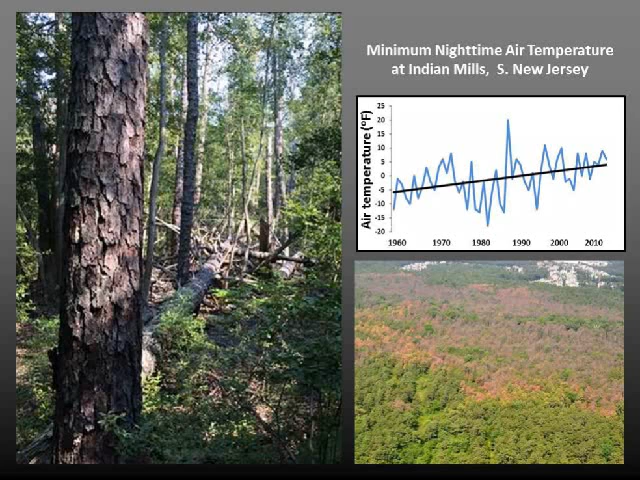 Minimum Nighttime Air Temperature
at Indian Mills,  S. New Jersey
Air temperature (°F)
25
20
15
10
5
0
-5
-10
-15
-20
1960 1970 1980 1990 2000 2010